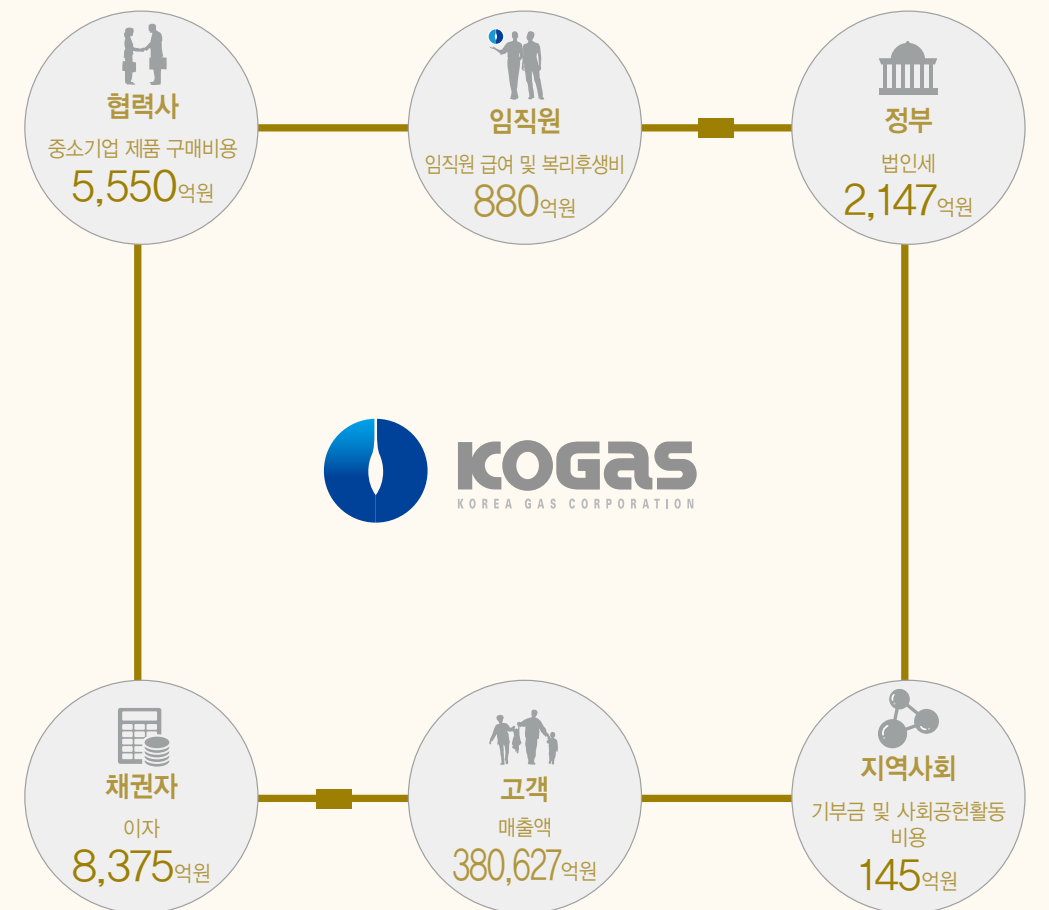 협력사
중소기업 제품 구매비용
5,550억원
임직원
임직원 급여 및 복리후생비
880억원
정부
법인세
2,147억원
KOGAS
KOREA GAS CORPORATION
채권자
이자
8,375억원
고객
매출액
380,627억원
지역사회
기부금 및 사회공헌활동
비용
145억원